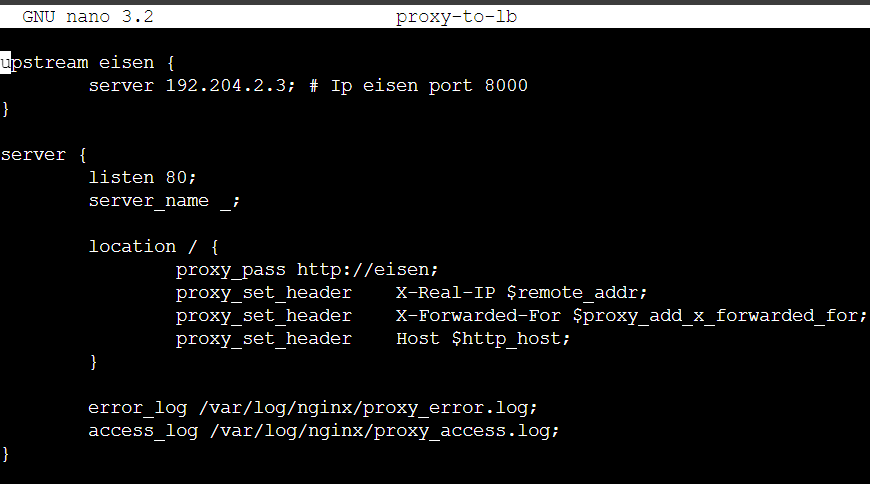 GNU nano 3.2 proxy-to-lb
upstream eisen {
server 192.204.2.3; # Ip eisen port 8000
}
server {
listen 80;
server_name _;
location / {
proxy_pass http://eisen;
proxy_set_header X-Real-IP $remote_addr;
proxy_set_header X-Forwarded-For $proxy_add_x_forwarded_for;
proxy_set_header Host $http_host;
}
error_log /var/log/nginx/proxy_error.log;
access_log /var/log/nginx/proxy_access.log;
}